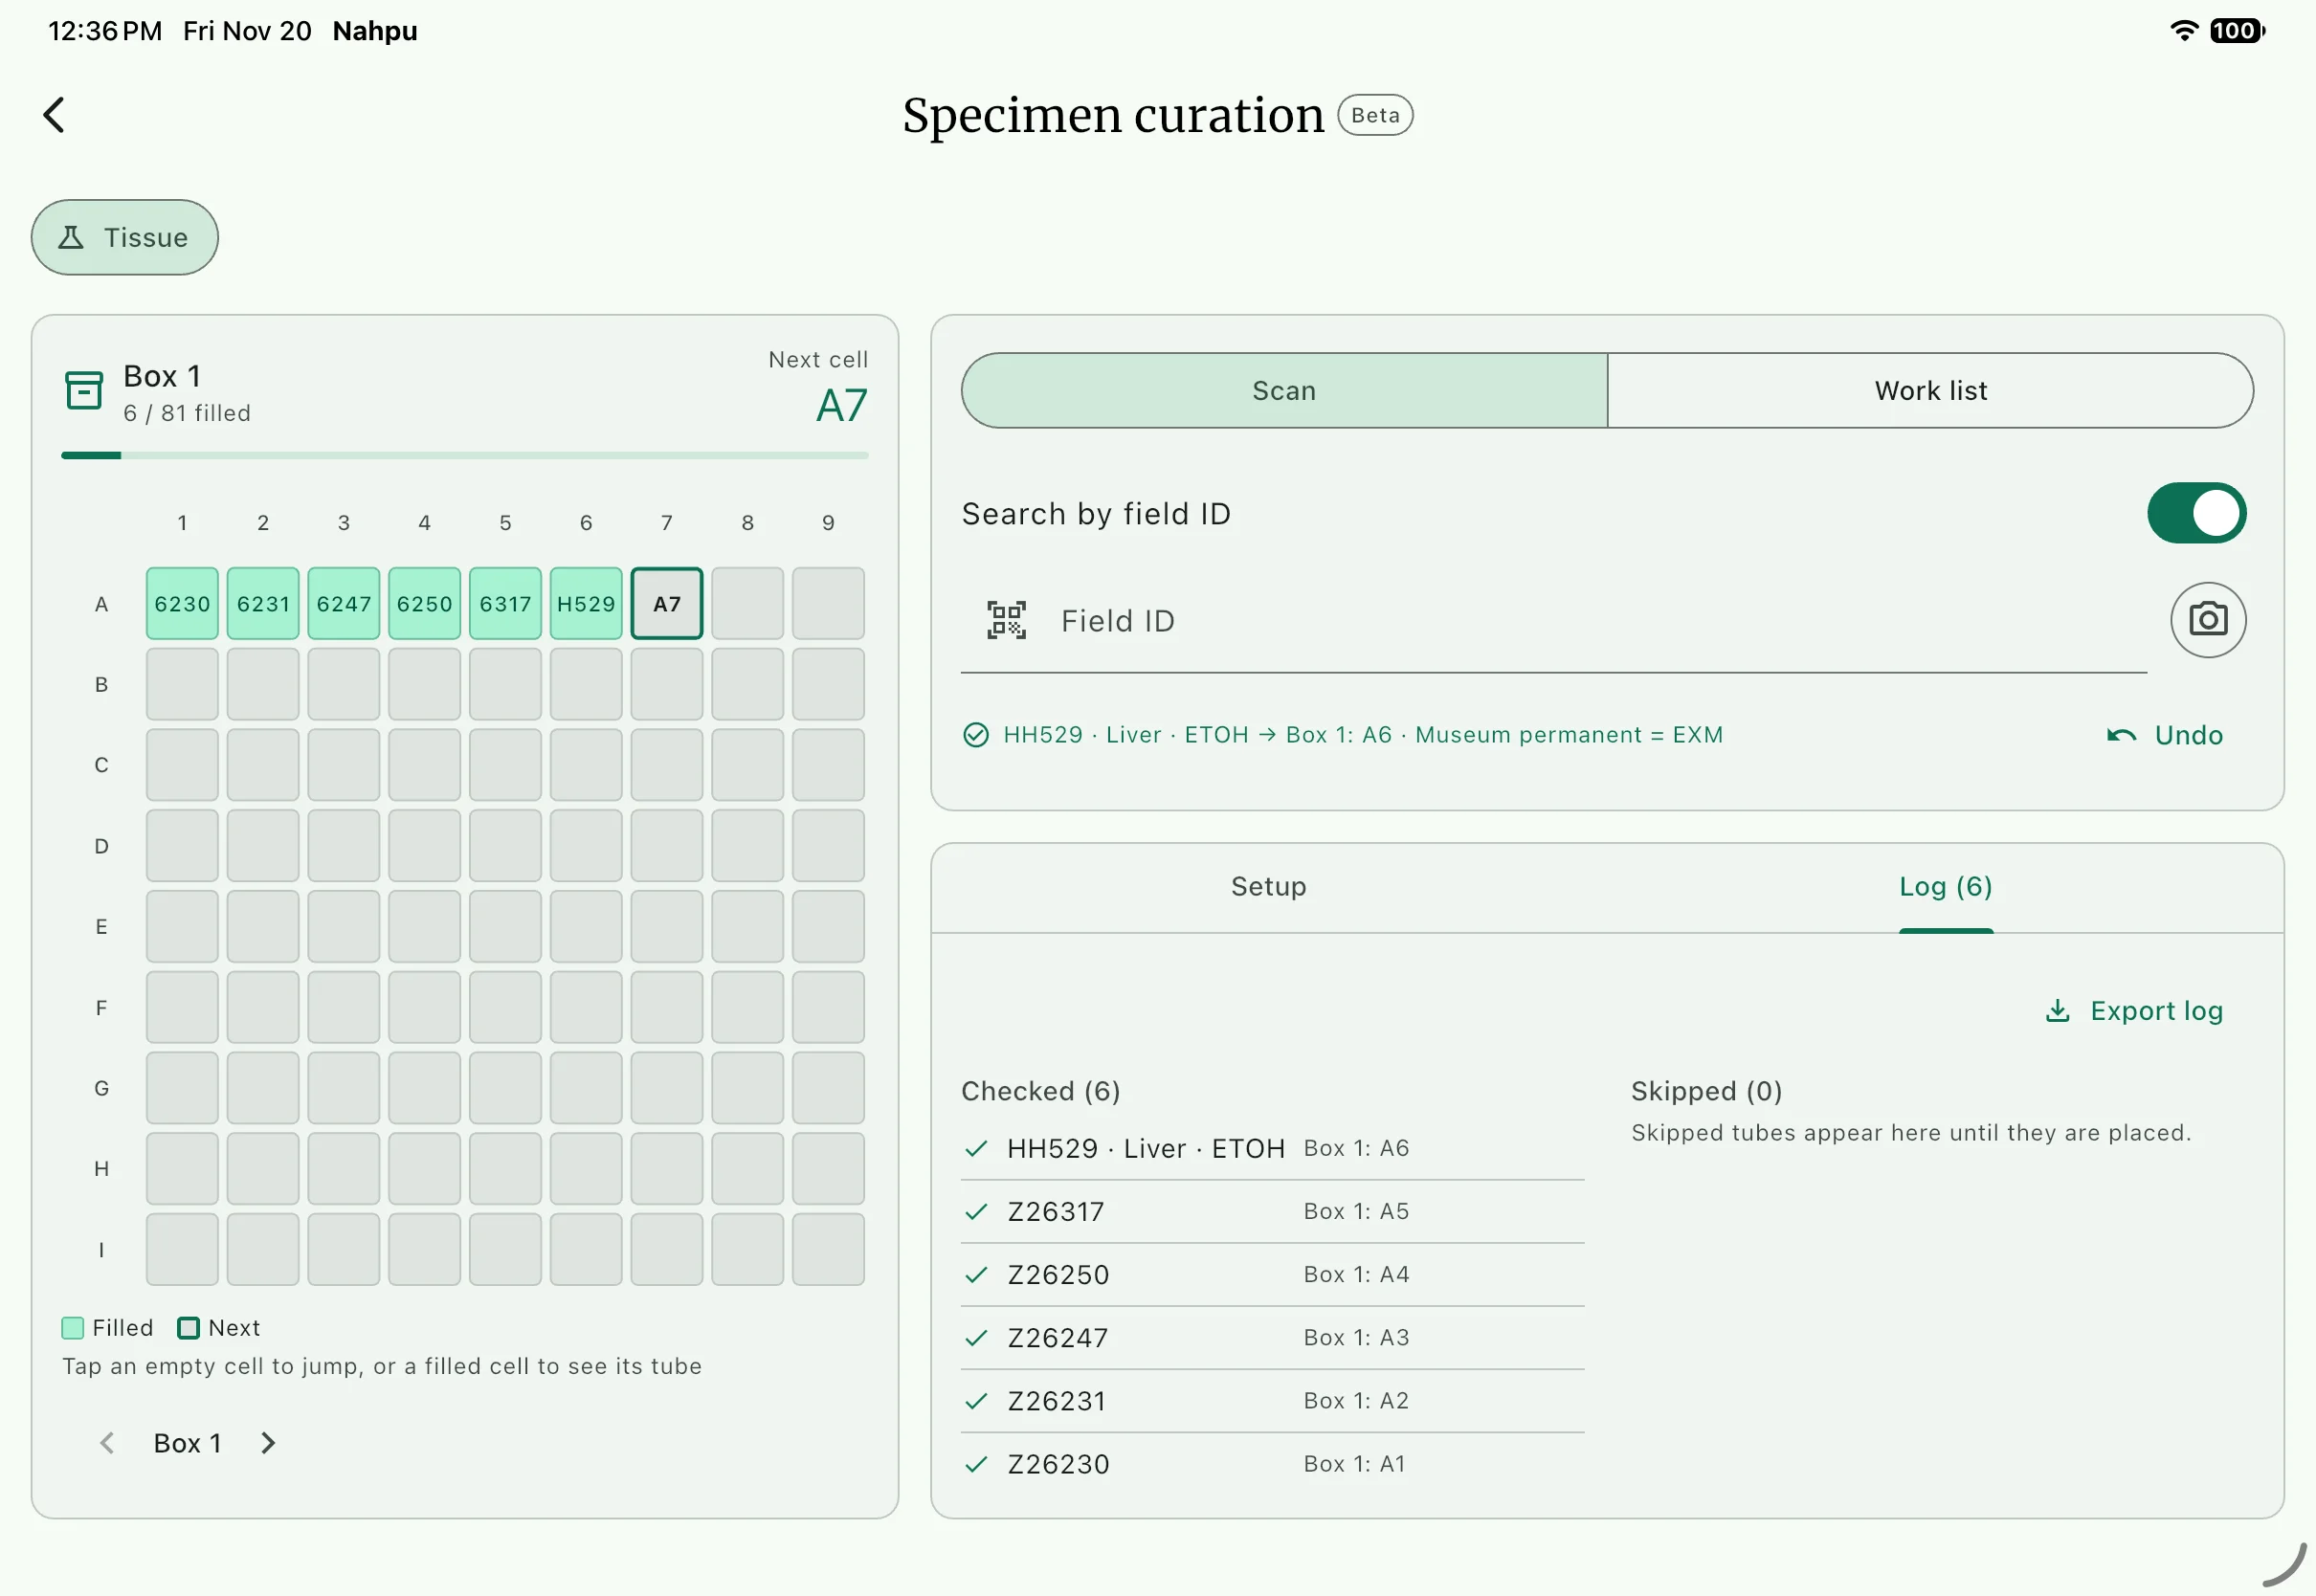 12:36 PM Fri Nov 20 Nahpu
100
Specimen curation Beta
Tissue
Box 1
6 / 81 filled
Next cell
A7
1 2 3 4 5 6 7 8 9
A 6230 6231 6247 6250 6317 H529 A7
B
C
D
E
F
G
H
I
Filled Next
Tap an empty cell to jump, or a filled cell to see its tube
Box 1
Scan Work list
Search by field ID
Field ID
HH529 · Liver · ETOH → Box 1: A6 · Museum permanent = EXM Undo
Setup Log (6)
Export log
Checked (6)
HH529 · Liver · ETOH Box 1: A6
Z26317 Box 1: A5
Z26250 Box 1: A4
Z26247 Box 1: A3
Z26231 Box 1: A2
Z26230 Box 1: A1
Skipped (0)
Skipped tubes appear here until they are placed.